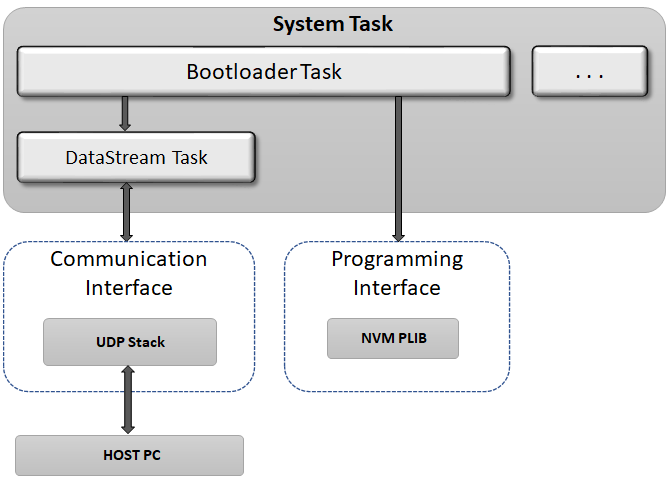 System Task
Bootloader Task
. . .
DataStream Task
Communication
Interface
Programming
Interface
UDP Stack
NVM PLIB
HOST PC